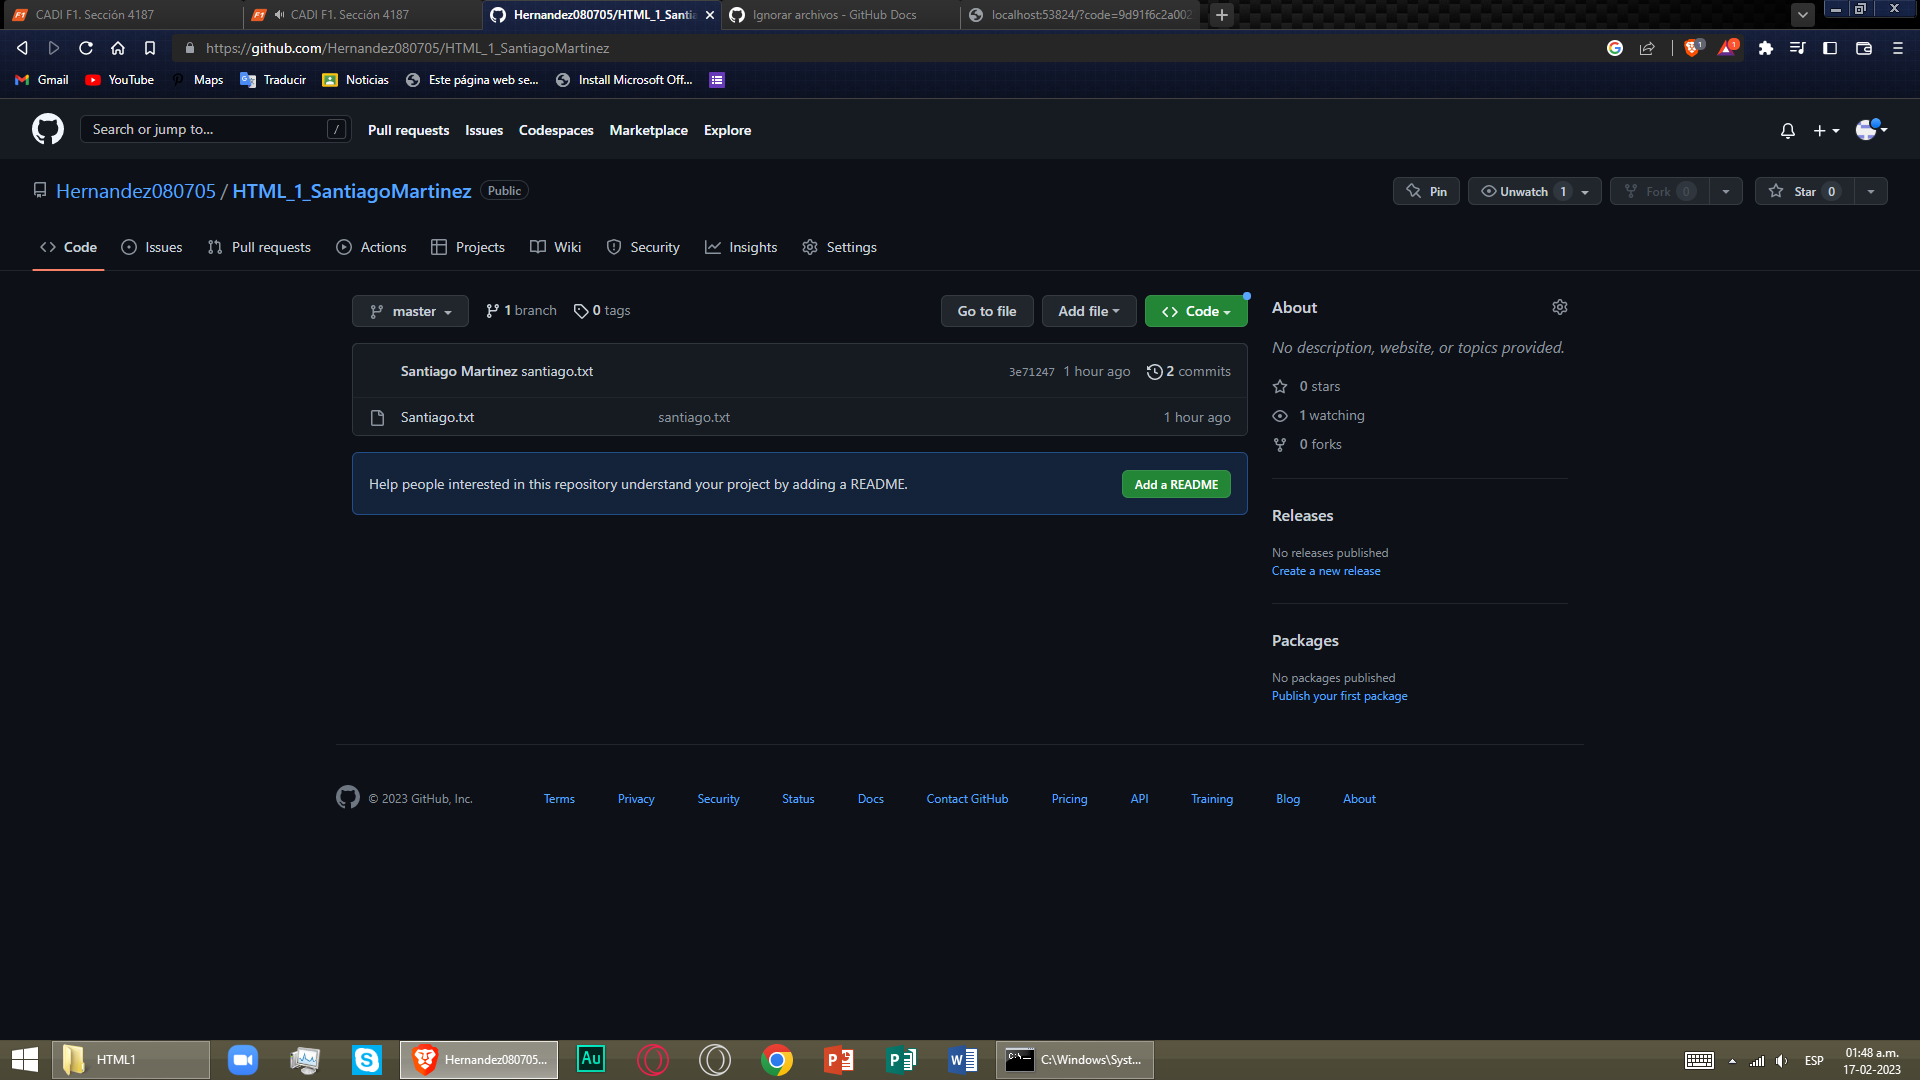 CADI F1. Sección 4187
CADI F1. Sección 4187
Hernandez080705/HTML_1_Santia
Ignorar archivos - GitHub Docs
localhost:53824/?code=9d91f6c2a002
https://github.com/Hernandez080705/HTML_1_SantiagoMartinez
1
1
Gmail
YouTube
Maps
Traducir
Noticias
Este página web se...
Install Microsoft Off...
Search or jump to...
/
Pull requests
Issues
Codespaces
Marketplace
Explore
Hernandez080705 / HTML_1_SantiagoMartinez
Public
Pin
Unwatch 1
Fork 0
Star 0
Code
Issues
Pull requests
Actions
Projects
Wiki
Security
Insights
Settings
master
1 branch
0 tags
Go to file
Add file
Code
Santiago Martinez santiago.txt
3e71247 1 hour ago
2 commits
Santiago.txt
santiago.txt
1 hour ago
Help people interested in this repository understand your project by adding a README.
Add a README
About
No description, website, or topics provided.
0 stars
1 watching
0 forks
Releases
No releases published
Create a new release
Packages
No packages published
Publish your first package
© 2023 GitHub, Inc.
Terms
Privacy
Security
Status
Docs
Contact GitHub
Pricing
API
Training
Blog
About
HTML1
Hernandez080705...
Au
C:\Windows\Syst...
ESP
01:48 a.m.
17-02-2023